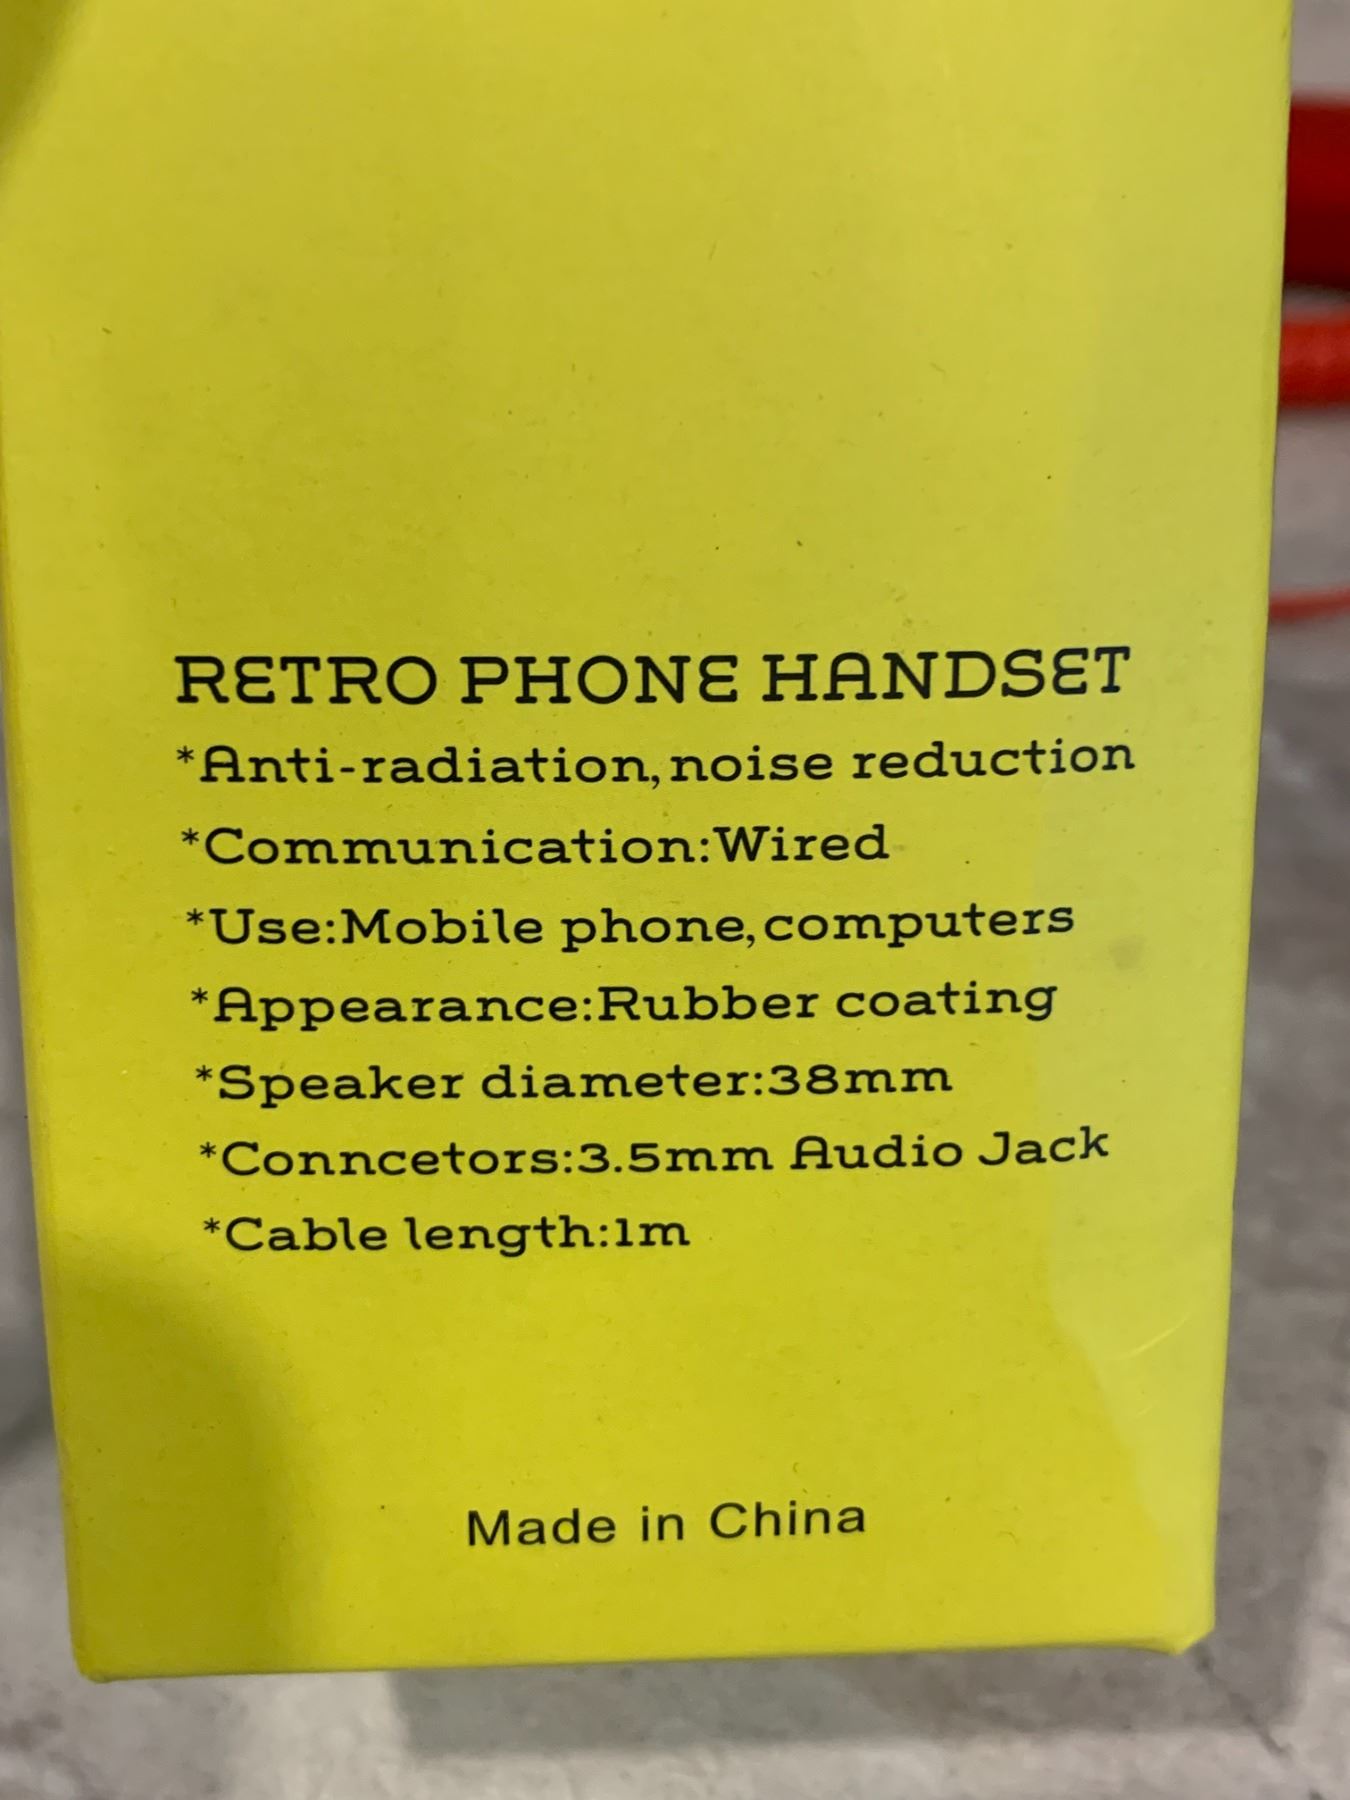 RETRO PHONE HANDSET
*Anti-radiation,noise reduction
*Communication:Wired
*Use:Mobile phone,computers
*Appearance:Rubber coating
*Speaker diameter:38mm
*Conncetors:3.5mm Audio Jack
*Cable length:1m
Made in China